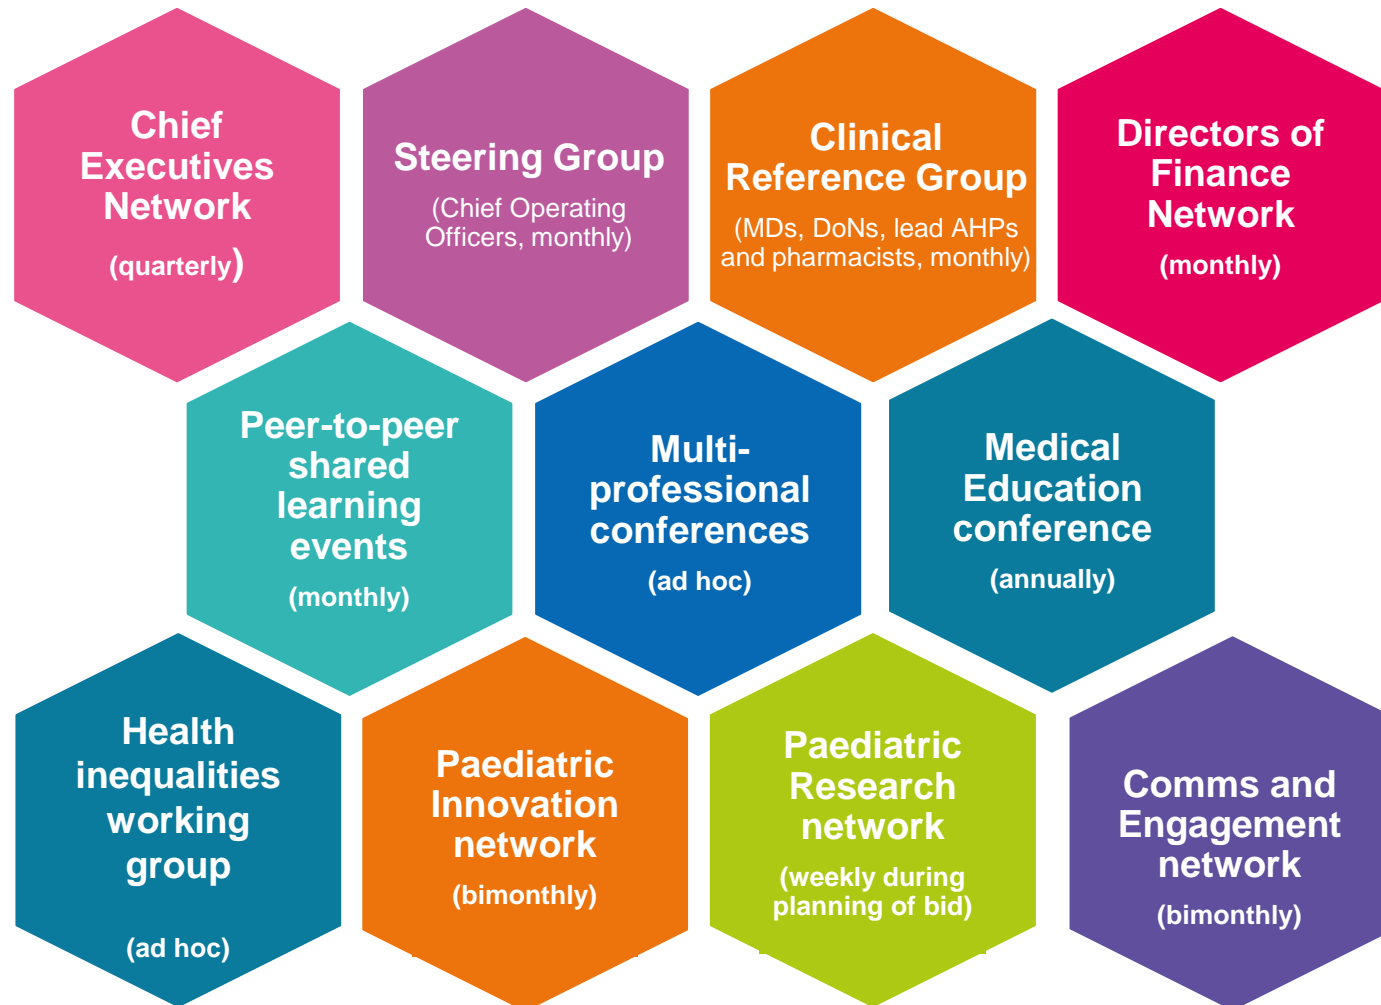 Chief
Executives
Network
(quarterly)
Steering Group
(Chief Operating
Officers, monthly)
Clinical
Reference Group
(MDs, DoNs, lead AHPs
and pharmacists, monthly)
Directors of
Finance
Network
(monthly)
Peer-to-peer
shared
learning
events
(monthly)
Multi-
professional
conferences
(ad hoc)
Medical
Education
conference
(annually)
Health
inequalities
working
group
(ad hoc)
Paediatric
Innovation
network
(bimonthly)
Paediatric
Research
network
(weekly during
planning of bid)
Comms and
Engagement
network
(bimonthly)